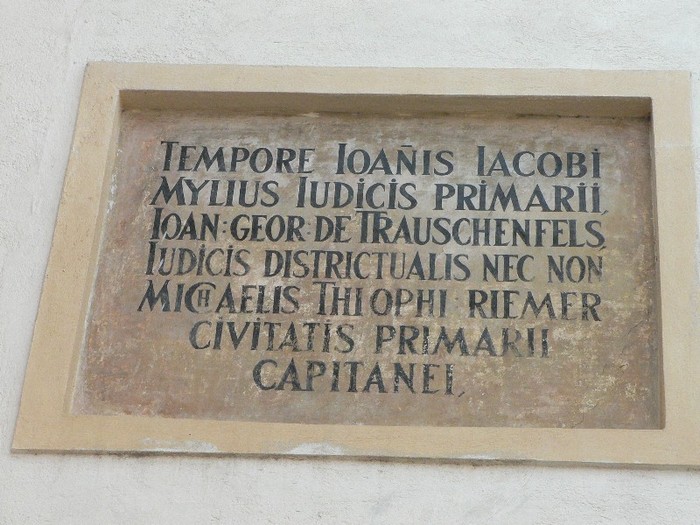 TEMPORE IOAÑIS IACOBI
MYLIUS IUDICIS PRIMARII,
IOAN: GEOR: DE TRAUSCHENFELS,
IUDICIS DISTRICTUALIS NEC NON
MICHAELIS THIOPHI RIEMER
CIVITATIS PRIMARII
CAPITANEI,